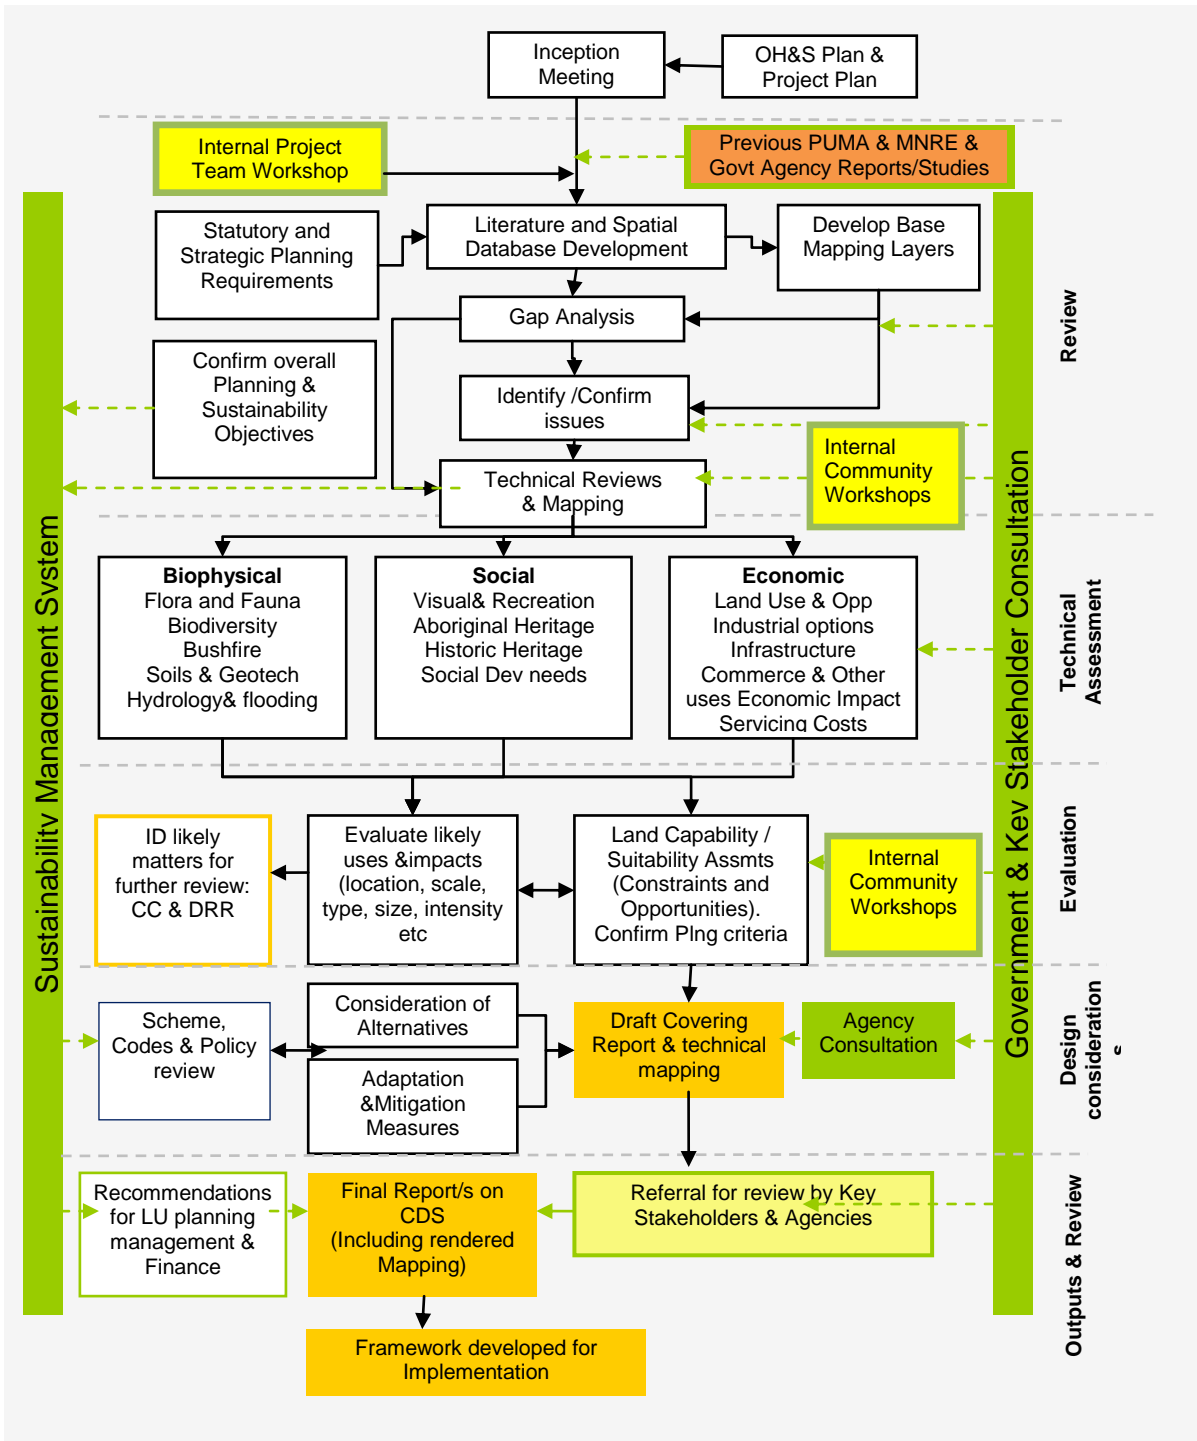 Inception
Meeting
OH&S Plan &
Project Plan
Internal Project
Team Workshop
Previous PUMA & MNRE &
Govt Agency Reports/Studies
Statutory and
Strategic Planning
Requirements
Literature and Spatial
Database Development
Develop Base
Mapping Layers
Gap Analysis
Confirm overall
Planning &
Sustainability
Objectives
Identify /Confirm
issues
Internal
Community
Workshops
Technical Reviews
& Mapping
Review
Biophysical
Flora and Fauna
Biodiversity
Bushfire
Soils & Geotech
Hydrology& flooding
Social
Visual& Recreation
Aboriginal Heritage
Historic Heritage
Social Dev needs
Economic
Land Use & Opp
Industrial options
Infrastructure
Commerce & Other
uses Economic Impact
Servicing Costs
Technical
Assessment
Sustainability Management System
Government & Key Stakeholder Consultation
ID likely
matters for
further review:
CC & DRR
Evaluate likely
uses &impacts
(location, scale,
type, size, intensity
etc
Land Capability /
Suitability Assmts
(Constraints and
Opportunities).
Confirm Plng criteria
Internal
Community
Workshops
Evaluation
Scheme,
Codes & Policy
review
Consideration of
Alternatives
Adaptation
&Mitigation
Measures
Draft Covering
Report & technical
mapping
Agency
Consultation
Design
consideration
s
Recommendations
for LU planning
management &
Finance
Final Report/s on
CDS
(Including rendered
Mapping)
Referral for review by Key
Stakeholders & Agencies
Outputs & Review
Framework developed for
Implementation